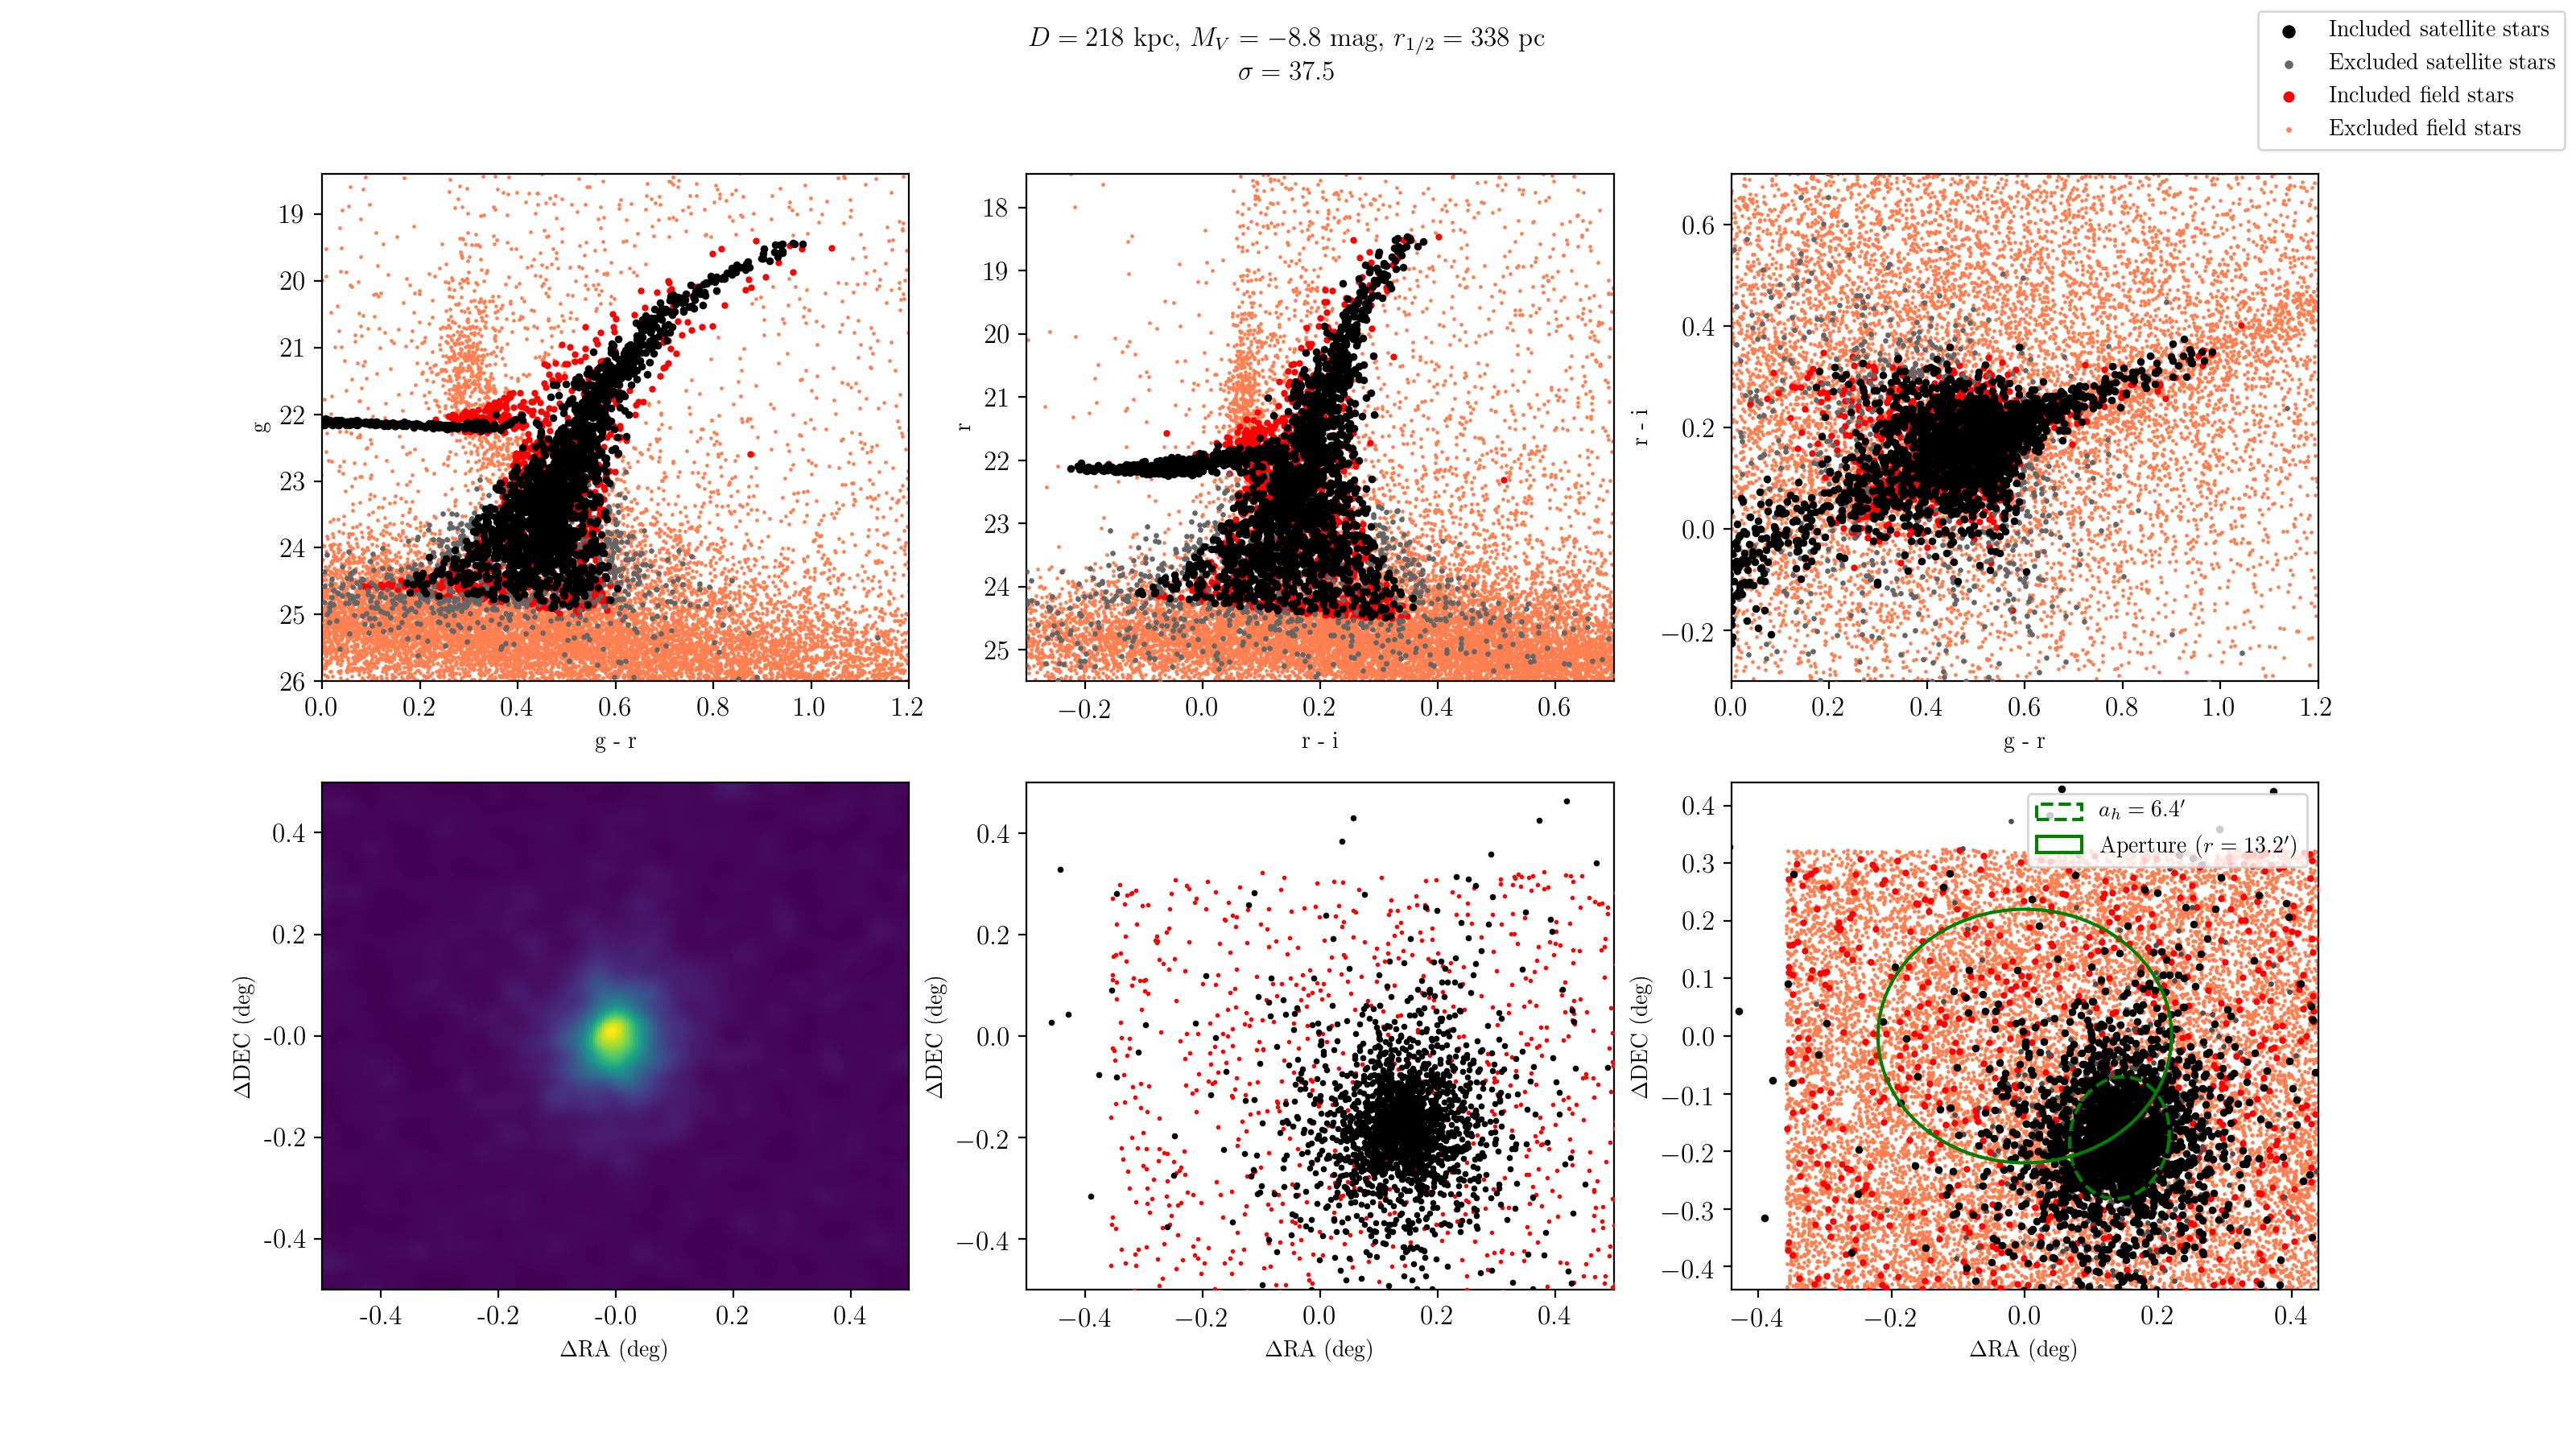 D = 218 kpc, M_V = −8.8 mag, r_{1/2} = 338 pc
σ = 37.5
Included satellite stars
Excluded satellite stars
Included field stars
Excluded field stars
19
20
21
22
23
24
25
26
g
0.0 0.2 0.4 0.6 0.8 1.0 1.2
g - r
18
19
20
21
22
23
24
25
r
−0.2 0.0 0.2 0.4 0.6
r - i
0.6
0.4
0.2
0.0
−0.2
r - i
0.0 0.2 0.4 0.6 0.8 1.0 1.2
g - r
0.4
0.2
-0.0
-0.2
-0.4
ΔDEC (deg)
-0.4 -0.2 -0.0 0.2 0.4
ΔRA (deg)
0.4
0.2
0.0
−0.2
−0.4
ΔDEC (deg)
−0.4 −0.2 0.0 0.2 0.4
ΔRA (deg)
a_h = 6.4′
Aperture (r = 13.2′)
0.4
0.3
0.2
0.1
0.0
−0.1
−0.2
−0.3
−0.4
ΔDEC (deg)
−0.4 −0.2 0.0 0.2 0.4
ΔRA (deg)